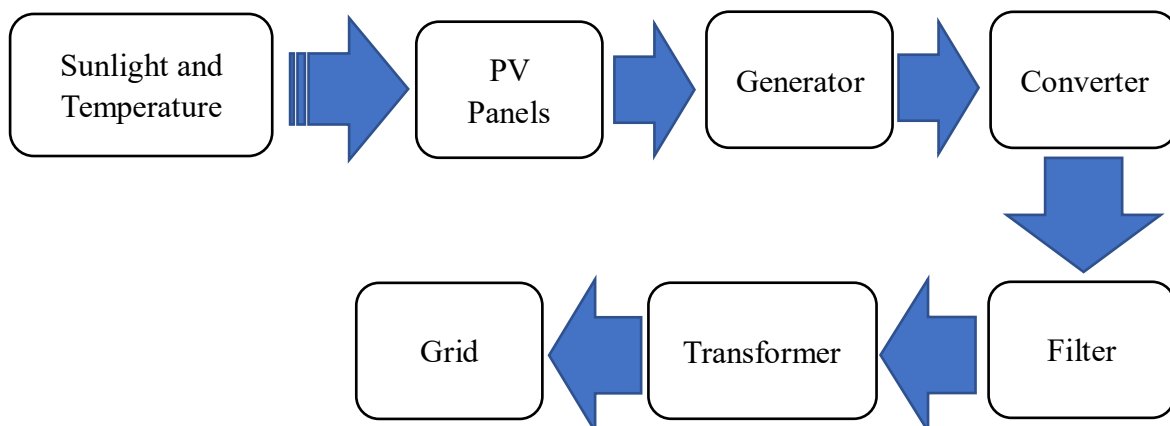 Sunlight and
Temperature
PV
Panels
Generator
Converter
Filter
Transformer
Grid